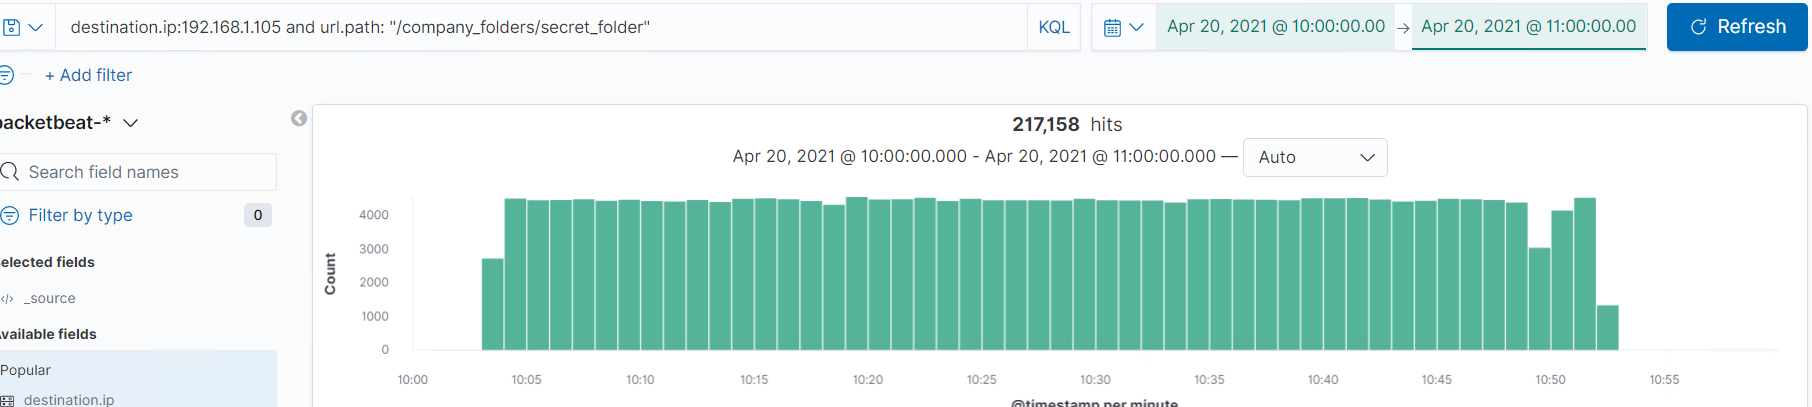 destination.ip:192.168.1.105 and url.path: "/company_folders/secret_folder"
KQL
Apr 20, 2021 @ 10:00:00.00 → Apr 20, 2021 @ 11:00:00.00
Refresh
+ Add filter
packetbeat-*
Search field names
Filter by type 0
elected fields
_source
vailable fields
Popular
destination.ip
217,158 hits
Apr 20, 2021 @ 10:00:00.000 - Apr 20, 2021 @ 11:00:00.000 —
Auto
Count
4000
3000
2000
1000
0
10:00 10:05 10:10 10:15 10:20 10:25 10:30 10:35 10:40 10:45 10:50 10:55
@timestamp per minute